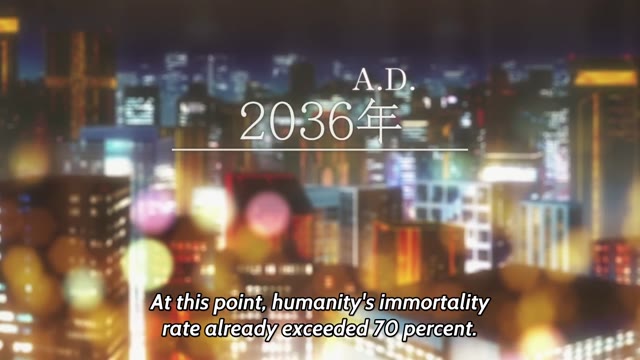 A.D.
2036年
At this point, humanity's immortality
rate already exceeded 70 percent.